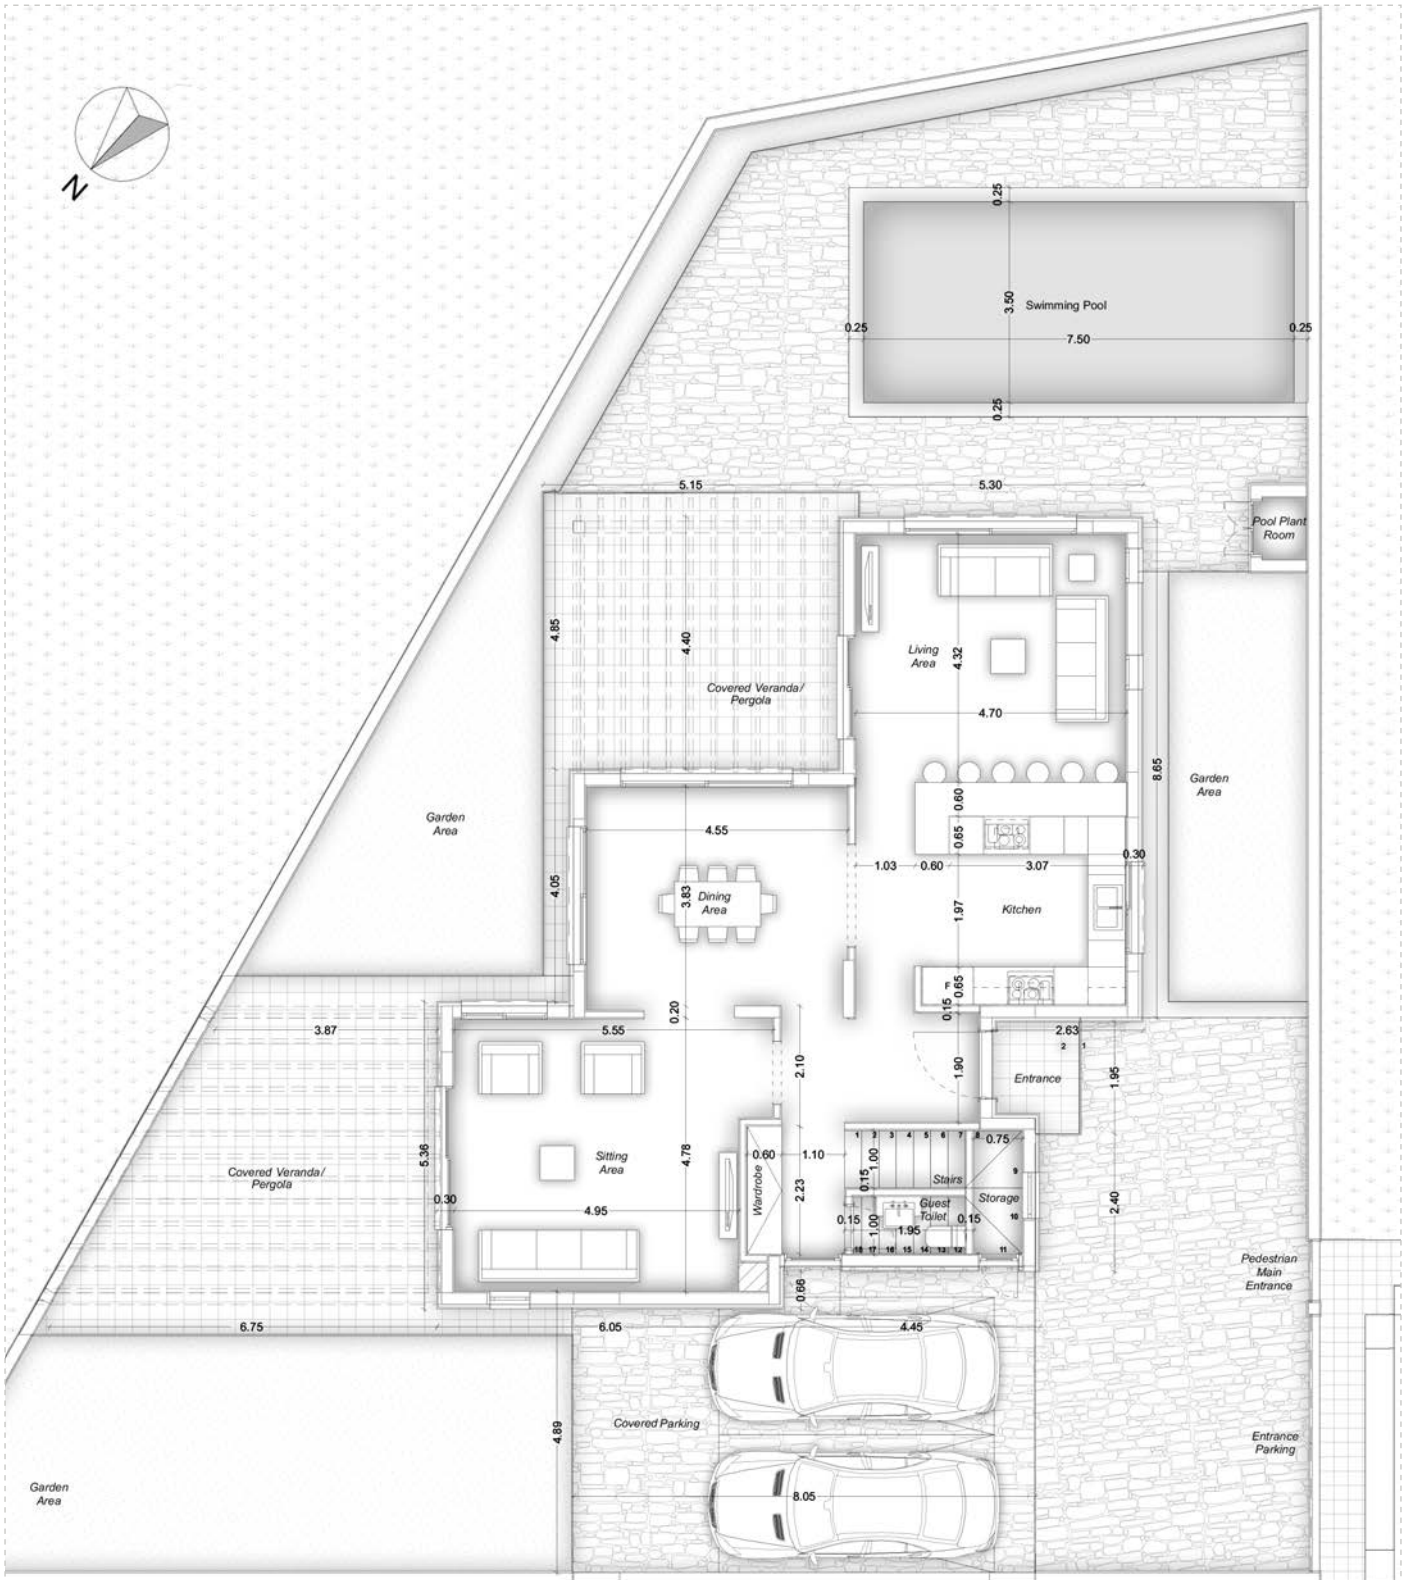 N
0.25
3.50
Swimming Pool
0.25
7.50
0.25
0.25
5.15
5.30
Pool Plant
Room
4.85
4.40
Living
Area
4.32
Covered Veranda/
Pergola
4.70
8.65
Garden
Area
0.60
Garden
Area
4.55
0.65
0.30
1.03
0.60
3.07
4.05
3.83
Dining
Area
1.97
Kitchen
F
0.65
0.15
0.20
3.87
5.55
2.63
2
1
2.10
1.90
Entrance
1.95
5.36
Covered Veranda/
Pergola
Sitting
Area
4.78
Wardrobe
0.60
1.10
2.23
1
2
3
4
5
6
7
8
1.00
0.75
0.15
Stairs
9
Storage
10
Guest
Toilet
0.15
1.00
1.95
0.15
18
17
16
15
14
13
12
11
0.30
4.95
2.40
Pedestrian
Main
Entrance
0.66
6.75
6.05
4.45
Covered Parking
4.89
Entrance
Parking
8.05
Garden
Area